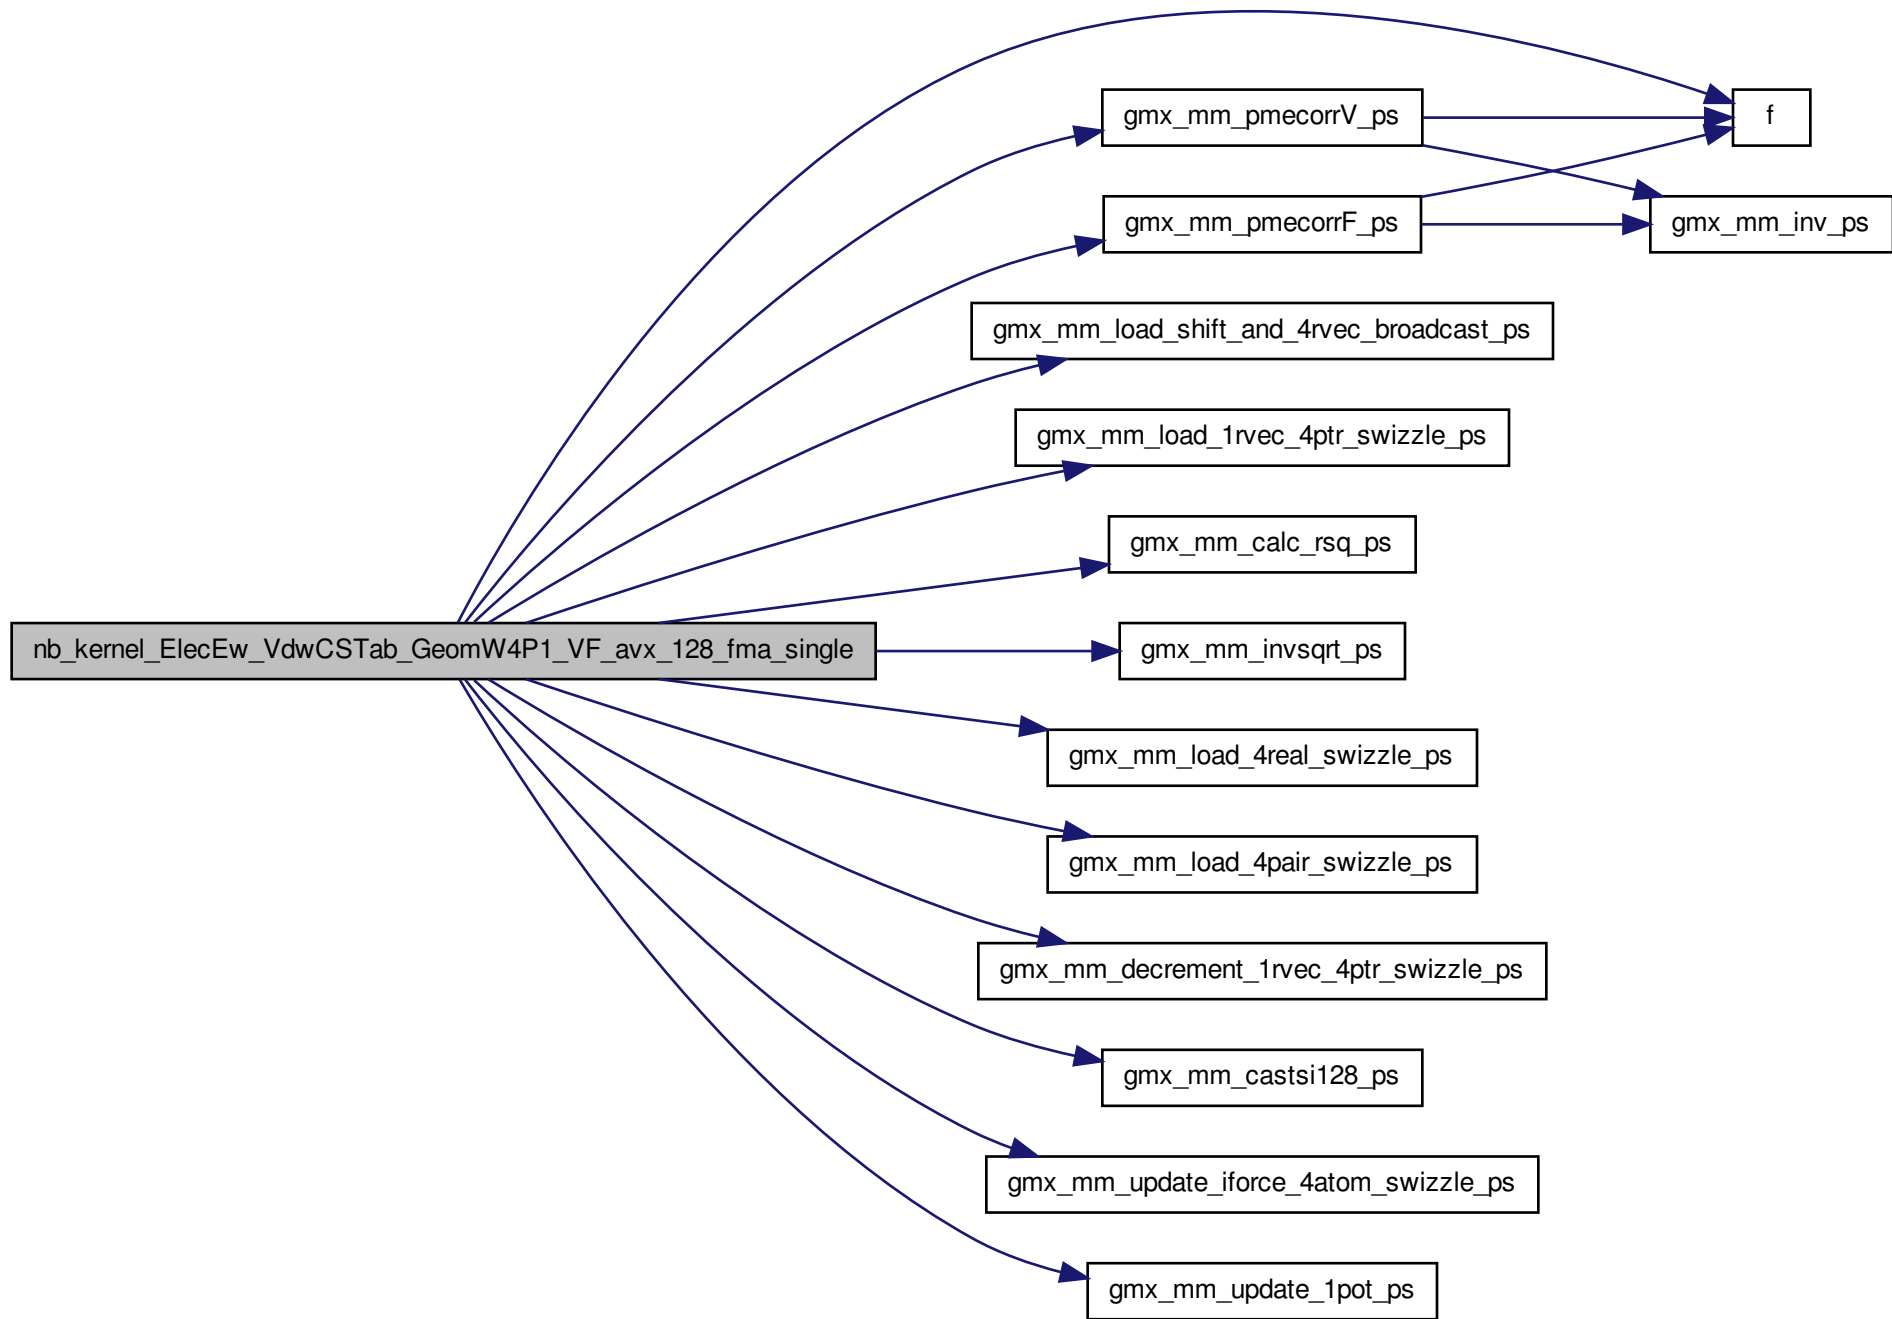 f
gmx_mm_pmecorrV_ps
gmx_mm_pmecorrF_ps
gmx_mm_inv_ps
gmx_mm_load_shift_and_4rvec_broadcast_ps
gmx_mm_load_1rvec_4ptr_swizzle_ps
gmx_mm_calc_rsq_ps
nb_kernel_ElecEw_VdwCSTab_GeomW4P1_VF_avx_128_fma_single
gmx_mm_invsqrt_ps
gmx_mm_load_4real_swizzle_ps
gmx_mm_load_4pair_swizzle_ps
gmx_mm_decrement_1rvec_4ptr_swizzle_ps
gmx_mm_castsi128_ps
gmx_mm_update_iforce_4atom_swizzle_ps
gmx_mm_update_1pot_ps